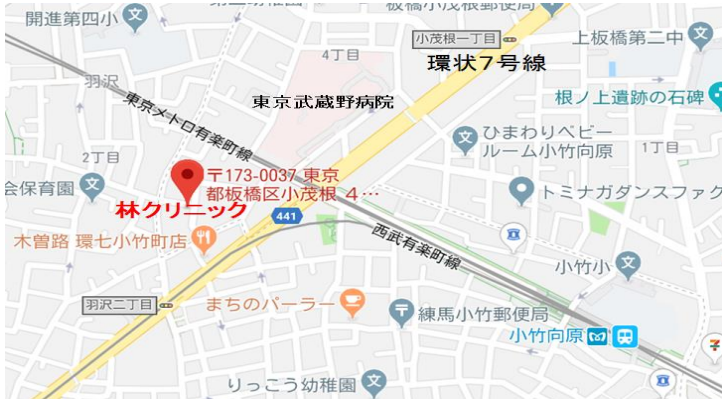 開進第四小
板橋小茂根郵便局
小茂根一丁目
上板橋第二中
4丁目
環状7号線
羽沢
東京武蔵野病院
根ノ上遺跡の石碑
東京メトロ有楽町線
ひまわりベビー
ルーム小竹向原
1丁目
2丁目
〒173-0037 東京
都板橋区小茂根 4…
会保育園
トミナガダンスファク
林クリニック
441
木曽路 環七小竹町店
西武有楽町線
小竹小
羽沢二丁目
まちのパーラー
練馬小竹郵便局
小竹向原
りっこう幼稚園